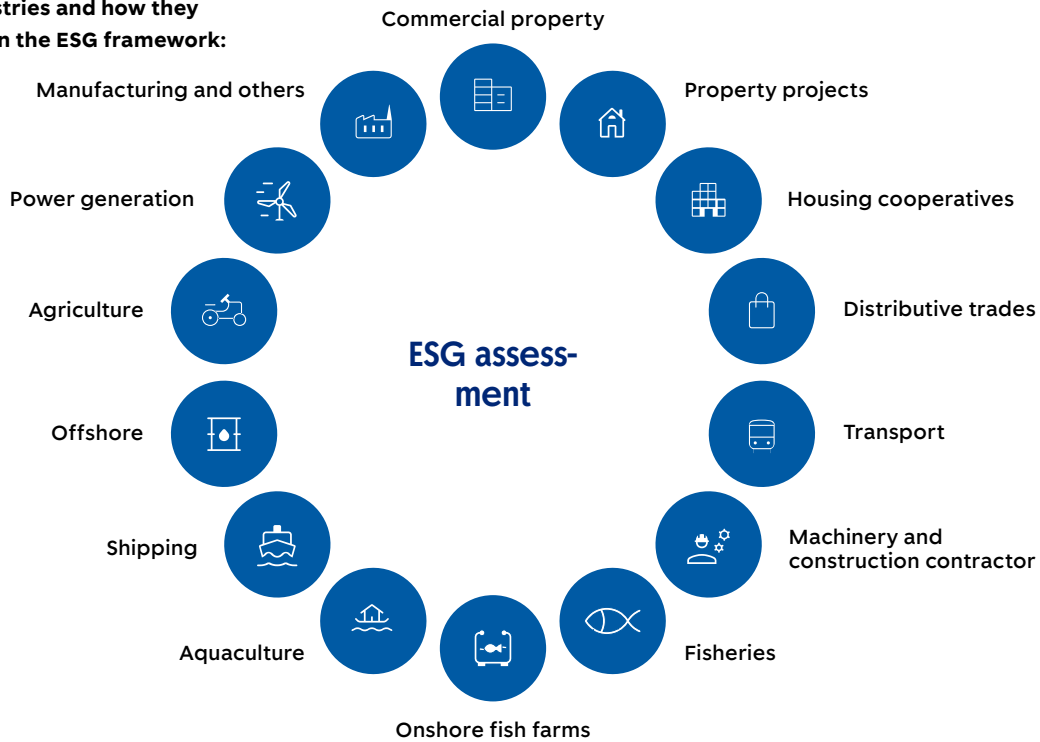 stries and how they
n the ESG framework:
Commercial property
Manufacturing and others
Property projects
Power generation
Housing cooperatives
Agriculture
Distributive trades
ESG assess-
ment
Offshore
Transport
Shipping
Machinery and
construction contractor
Aquaculture
Fisheries
Onshore fish farms